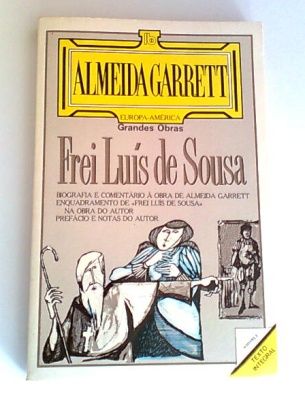 ALMEIDA GARRETT
EUROPA-AMÉRICA
Grandes Obras
Frei Luís de Sousa
BIOGRAFIA E COMENTÁRIO À OBRA DE ALMEIDA GARRETT
ENQUADRAMENTO DE «FREI LUÍS DE SOUSA»
NA OBRA DO AUTOR
PREFÁCIO E NOTAS DO AUTOR
TEXTO
INTEGRAL